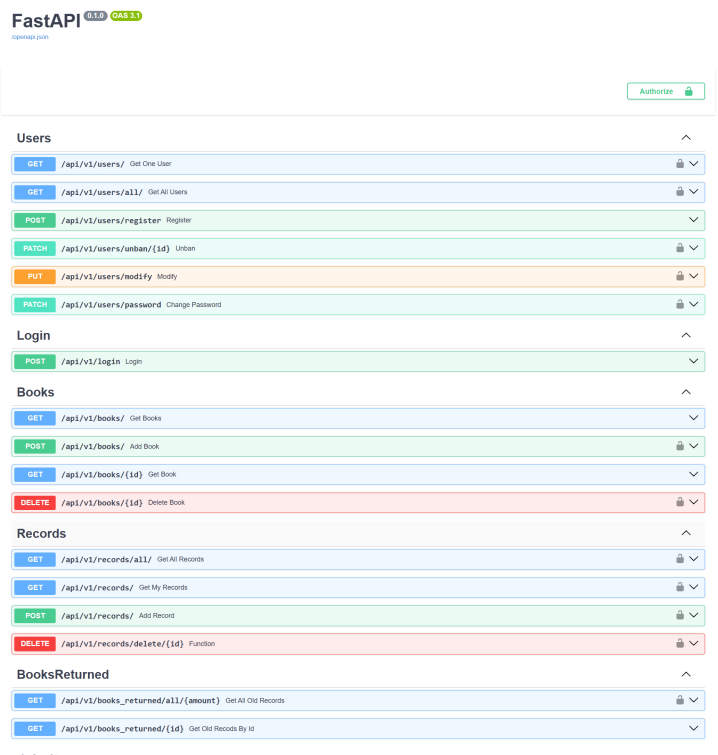 FastAPI 0.1.0 OAS 3.1
/openapi.json
Authorize
Users
GET /api/v1/users/ Get One User
GET /api/v1/users/all/ Get All Users
POST /api/v1/users/register Register
PATCH /api/v1/users/unban/{id} Unban
PUT /api/v1/users/modify Modify
PATCH /api/v1/users/password Change Password
Login
POST /api/v1/login Login
Books
GET /api/v1/books/ Get Books
POST /api/v1/books/ Add Book
GET /api/v1/books/{id} Get Book
DELETE /api/v1/books/{id} Delete Book
Records
GET /api/v1/records/all/ Get All Records
GET /api/v1/records/ Get My Records
POST /api/v1/records/ Add Record
DELETE /api/v1/records/delete/{id} Function
BooksReturned
GET /api/v1/books_returned/all/{amount} Get All Old Records
GET /api/v1/books_returned/{id} Get Old Recods By Id